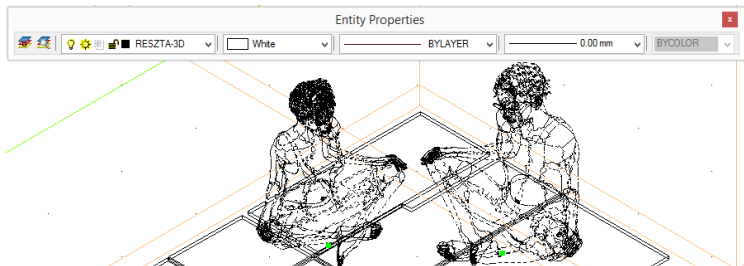 Entity Properties
x
RESZTA-3D White BYLAYER 0.00 mm BYCOLOR